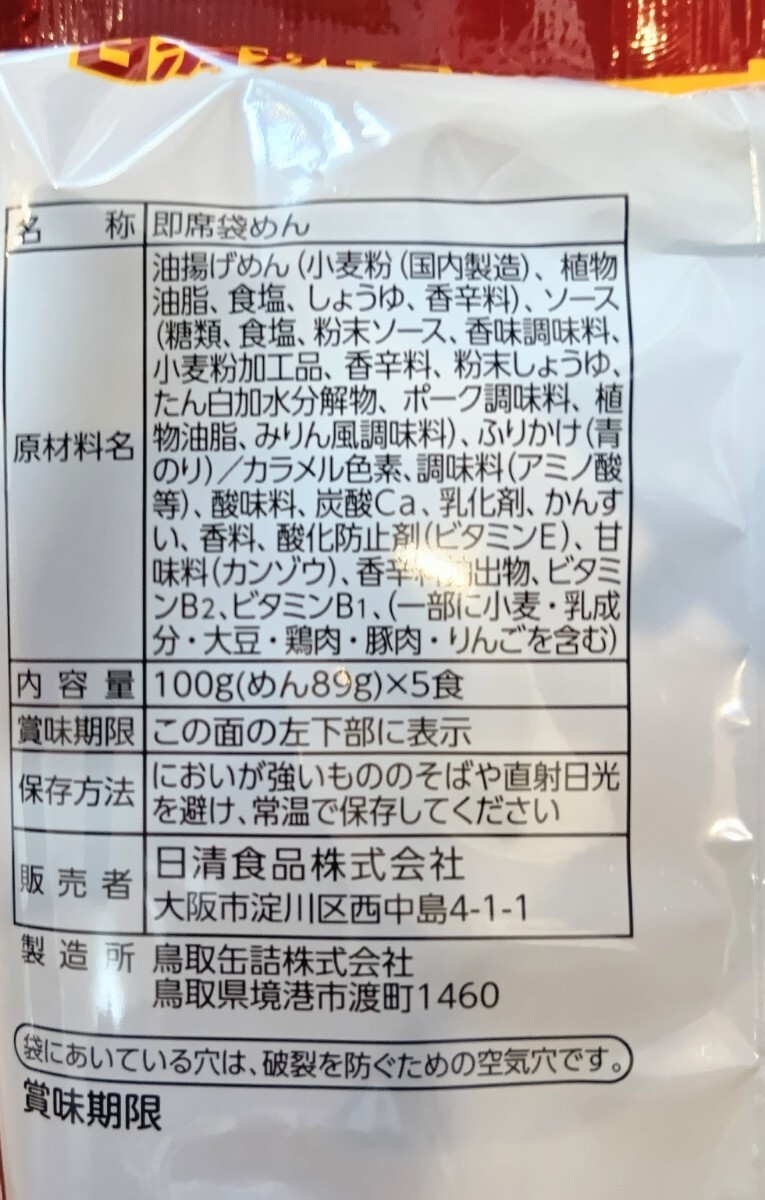 名称 即席袋めん
原材料名
油揚げめん(小麦粉(国内製造)、植物
油脂、食塩、しょうゆ、香辛料)、ソース
(糖類、食塩、粉末ソース、香味調味料、
小麦粉加工品、香辛料、粉末しょうゆ、
たん白加水分解物、ポーク調味料、植
物油脂、みりん風調味料)、ふりかけ(青
のり)/カラメル色素、調味料(アミノ酸
等)、酸味料、炭酸Ca、乳化剤、かんす
い、香料、酸化防止剤(ビタミンE)、甘
味料(カンゾウ)、香辛料抽出物、ビタミ
ンB2、ビタミンB1、(一部に小麦・乳成
分・大豆・鶏肉・豚肉・りんごを含む)
内容量 100g(めん89g)×5食
賞味期限 この面の左下部に表示
保存方法
においが強いもののそばや直射日光
を避け、常温で保存してください
販売者
日清食品株式会社
大阪市淀川区西中島4-1-1
製造所 鳥取缶詰株式会社
鳥取県境港市渡町1460
袋にあいている穴は、破裂を防ぐための空気穴です。
賞味期限